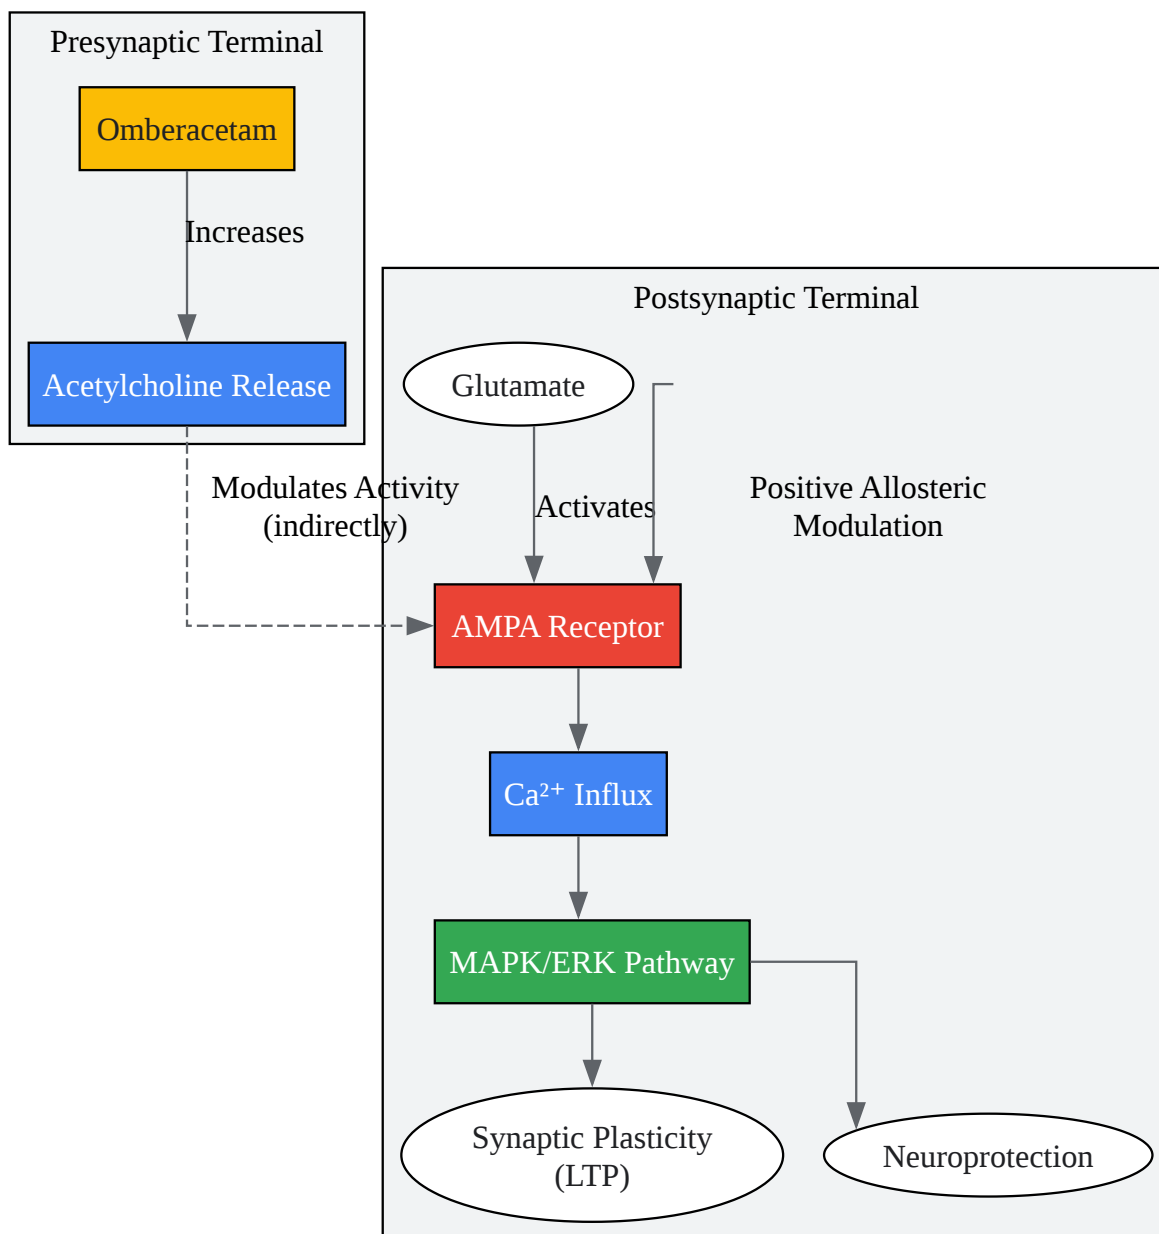 Presynaptic Terminal
Omberacetam
Increases
Acetylcholine Release
Postsynaptic Terminal
Glutamate
Modulates Activity
(indirectly)
Activates
Positive Allosteric
Modulation
AMPA Receptor
Ca²⁺ Influx
MAPK/ERK Pathway
Synaptic Plasticity
(LTP)
Neuroprotection